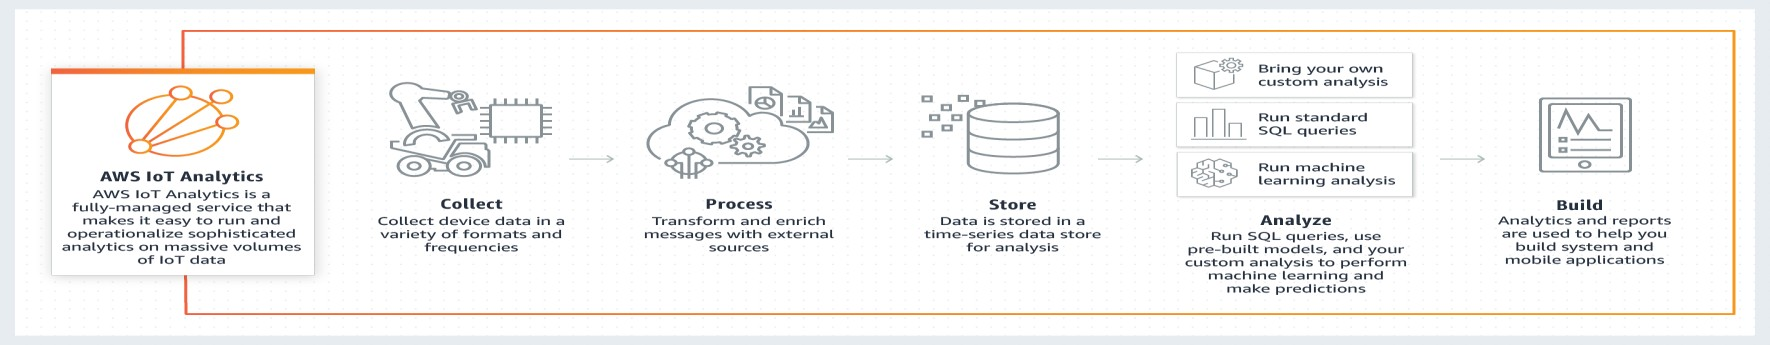 AWS IoT Analytics
AWS IoT Analytics is a
fully-managed service that
makes it easy to run and
operationalize sophisticated
analytics on massive volumes
of IoT data
Collect
Collect device data in a
variety of formats and
frequencies
Process
Transform and enrich
messages with external
sources
Store
Data is stored in a
time-series data store
for analysis
Bring your own
custom analysis
Run standard
SQL queries
Run machine
learning analysis
Analyze
Run SQL queries, use
pre-built models, and your
custom analysis to perform
machine learning and
make predictions
Build
Analytics and reports
are used to help you
build system and
mobile applications